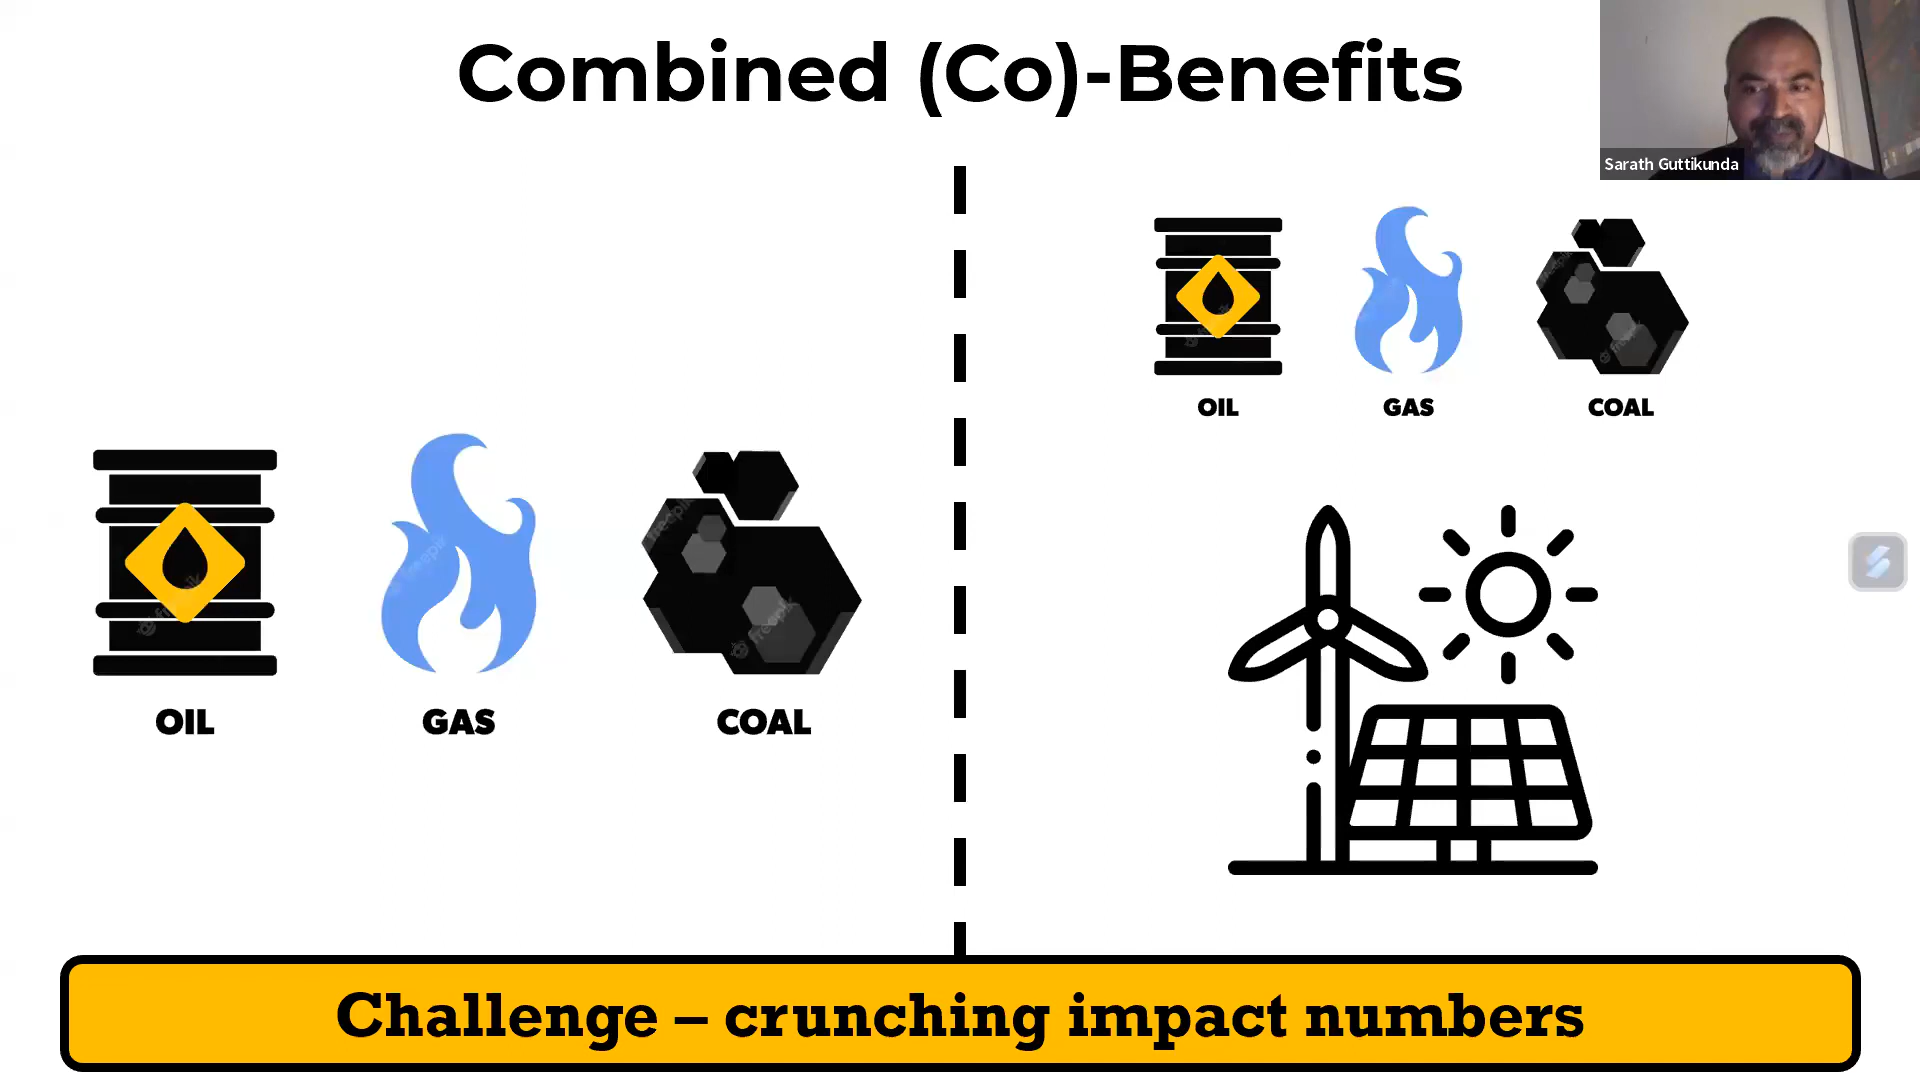 Combined (Co)-Benefits
Sarath Guttikunda
OIL
GAS
COAL
OIL
GAS
COAL
Challenge – crunching impact numbers